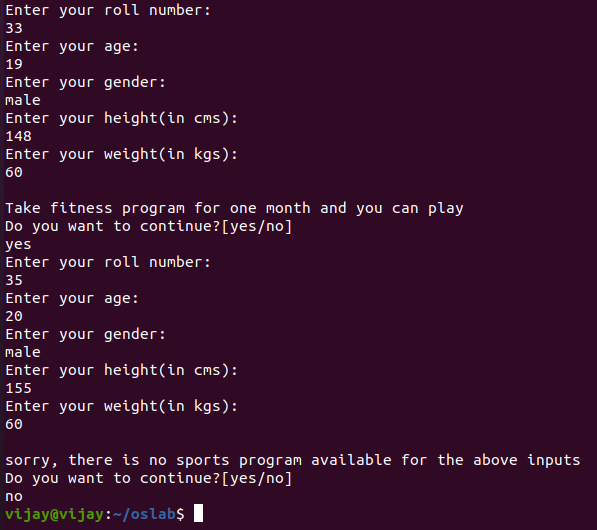 Enter your roll number:
33
Enter your age:
19
Enter your gender:
male
Enter your height(in cms):
148
Enter your weight(in kgs):
60
Take fitness program for one month and you can play
Do you want to continue?[yes/no]
yes
Enter your roll number:
35
Enter your age:
20
Enter your gender:
male
Enter your height(in cms):
155
Enter your weight(in kgs):
60
sorry, there is no sports program available for the above inputs
Do you want to continue?[yes/no]
no
vijay@vijay:~/oslab$